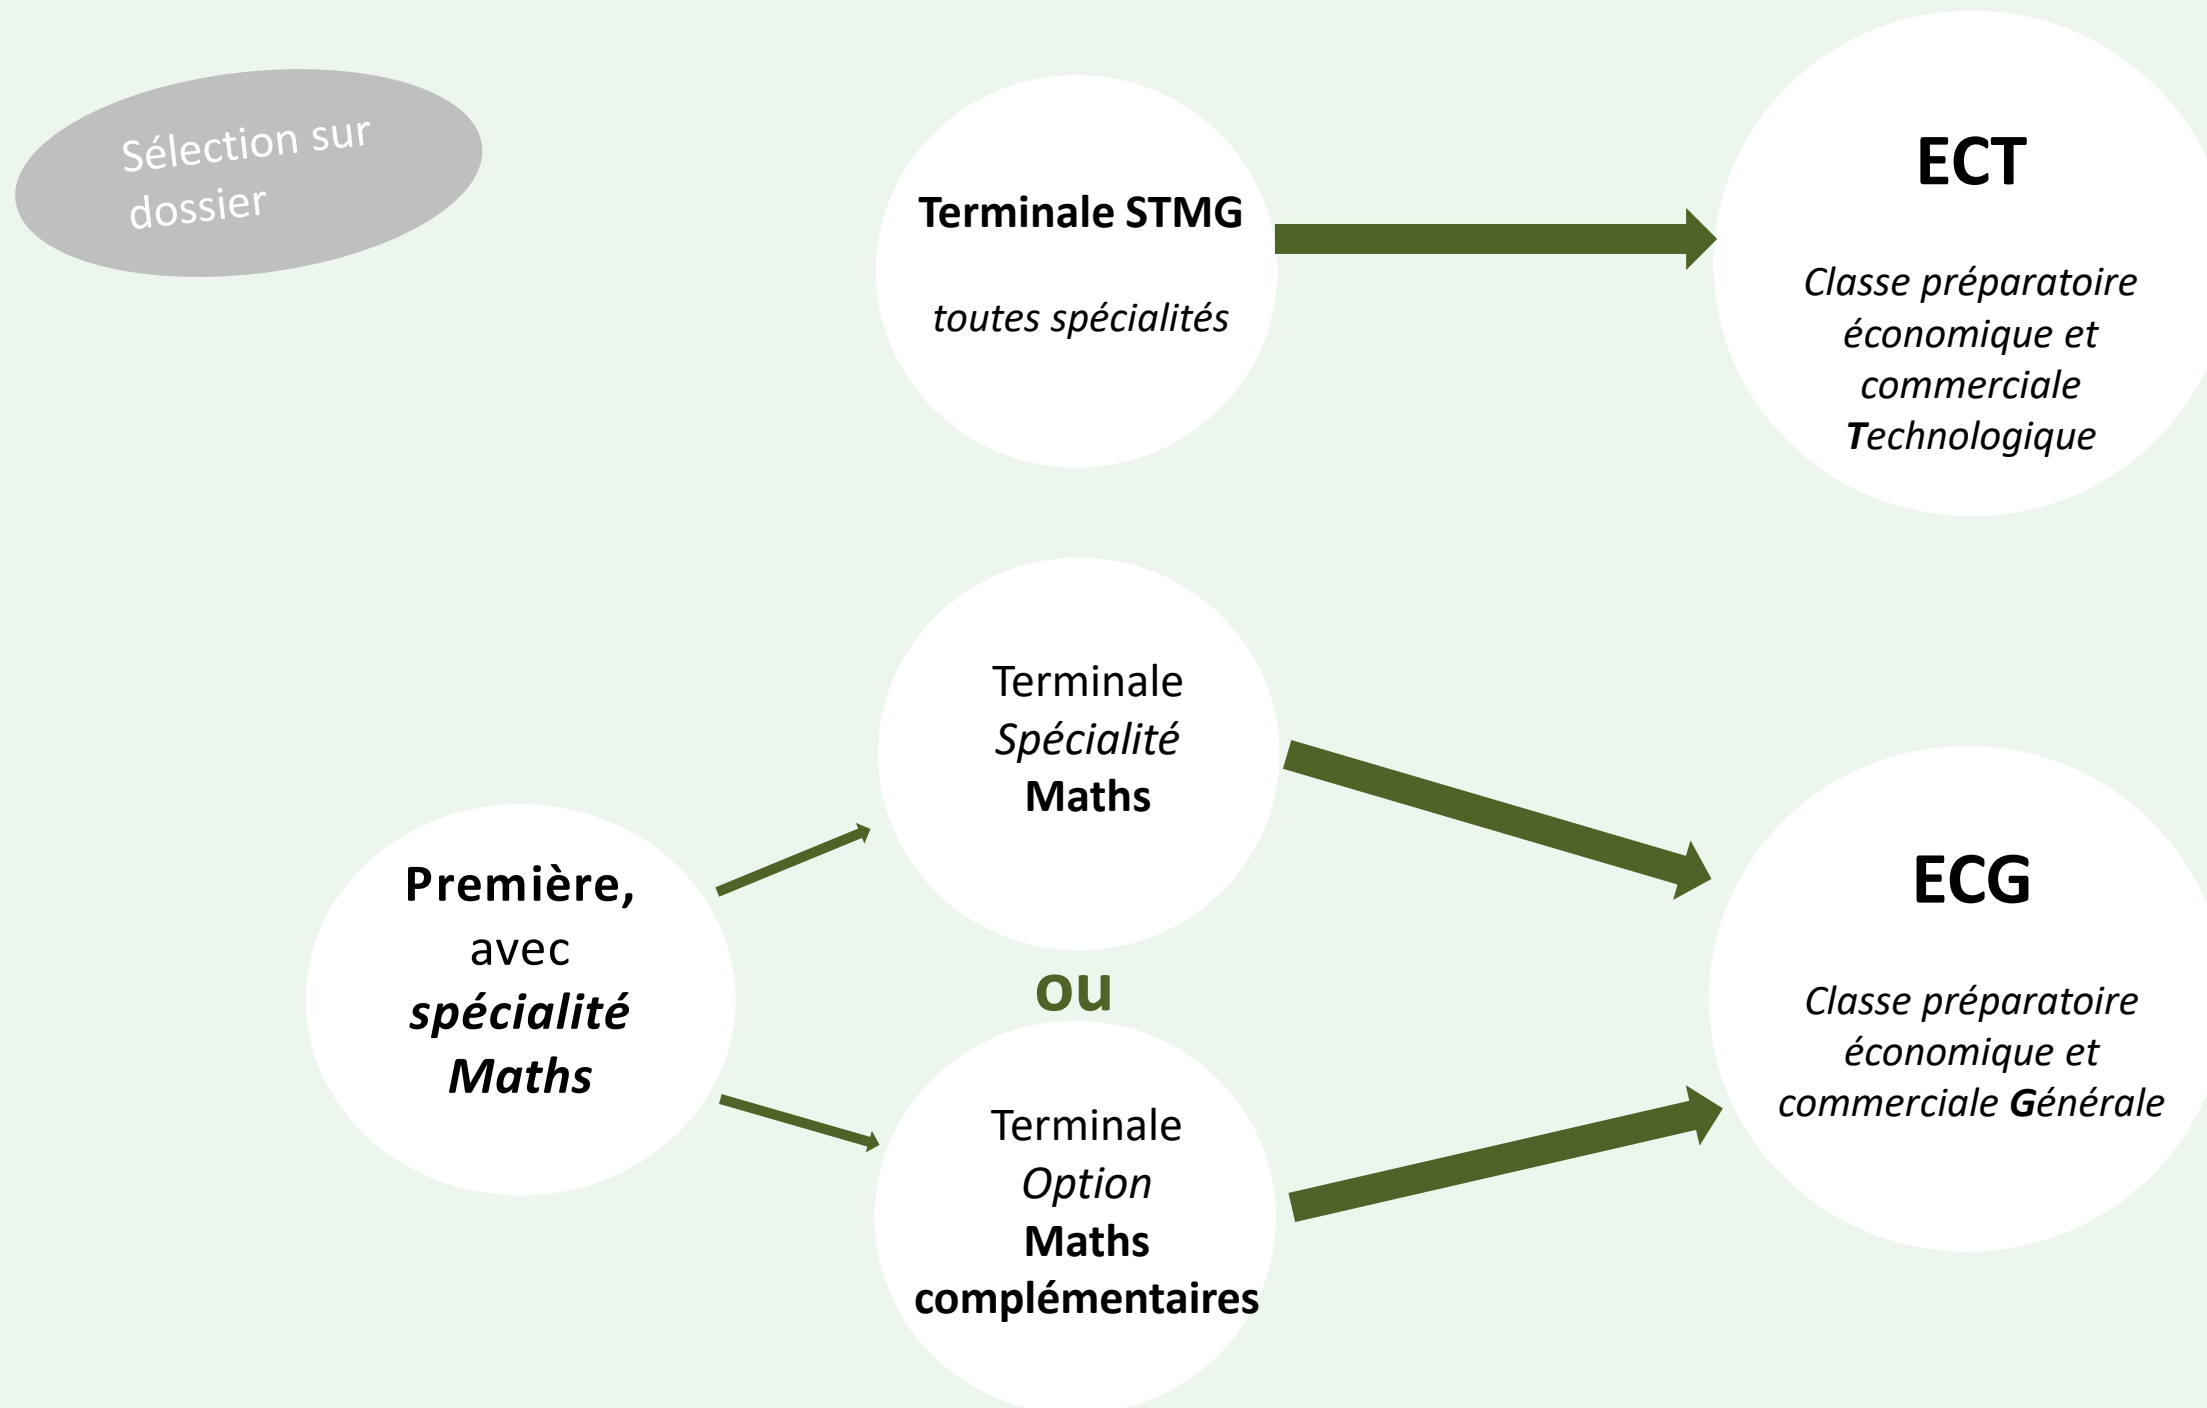 Sélection sur
dossier
Terminale STMG
toutes spécialités
ECT
Classe préparatoire
économique et
commerciale
Technologique
Première,
avec
spécialité
Maths
Terminale
Spécialité
Maths
ou
Terminale
Option
Maths
complémentaires
ECG
Classe préparatoire
économique et
commerciale Générale